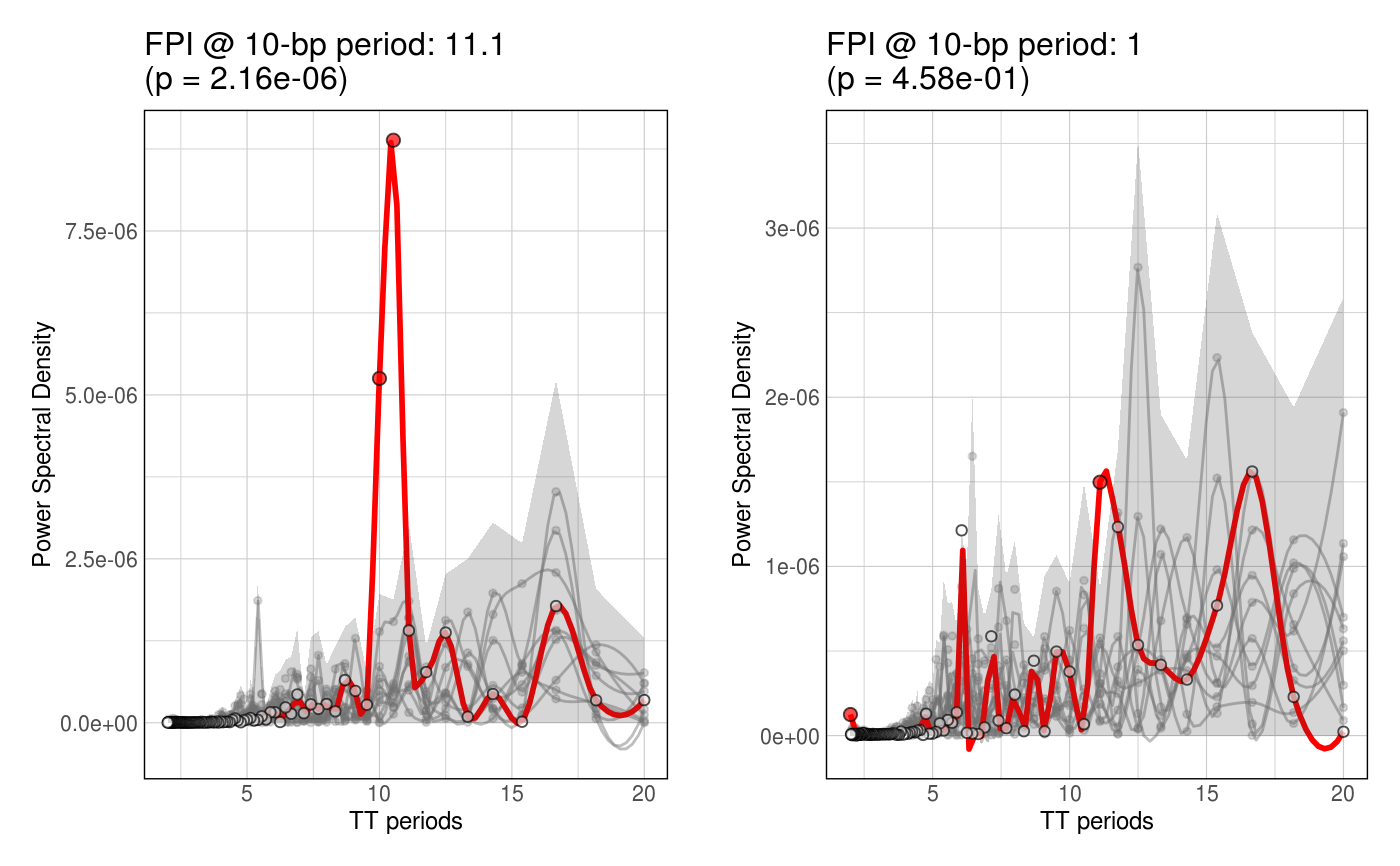 FPI @ 10-bp period: 11.1
(p = 2.16e-06)
7.5e-06
5.0e-06
2.5e-06
0.0e+00
Power Spectral Density
5 10 15 20
TT periods
FPI @ 10-bp period: 1
(p = 4.58e-01)
3e-06
2e-06
1e-06
0e+00
Power Spectral Density
5 10 15 20
TT periods